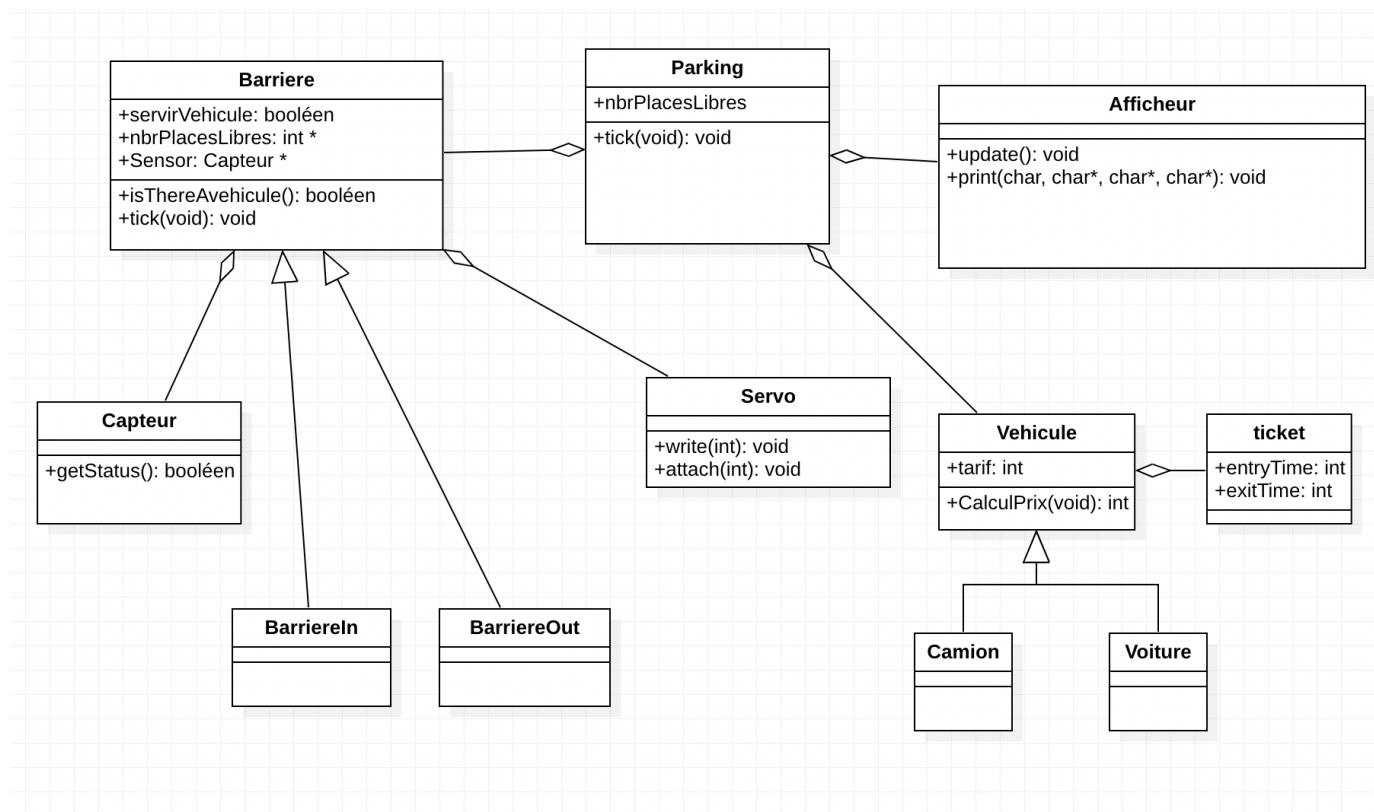 Barriere
+servirVehicule: booléen
+nbrPlacesLibres: int *
+Sensor: Capteur *
+isThereAvehicule(): booléen
+tick(void): void
Parking
+nbrPlacesLibres
+tick(void): void
Afficheur
+update(): void
+print(char, char*, char*, char*): void
Capteur
+getStatus(): booléen
Servo
+write(int): void
+attach(int): void
Vehicule
+tarif: int
+CalculPrix(void): int
ticket
+entryTime: int
+exitTime: int
BarriereIn
BarriereOut
Camion
Voiture